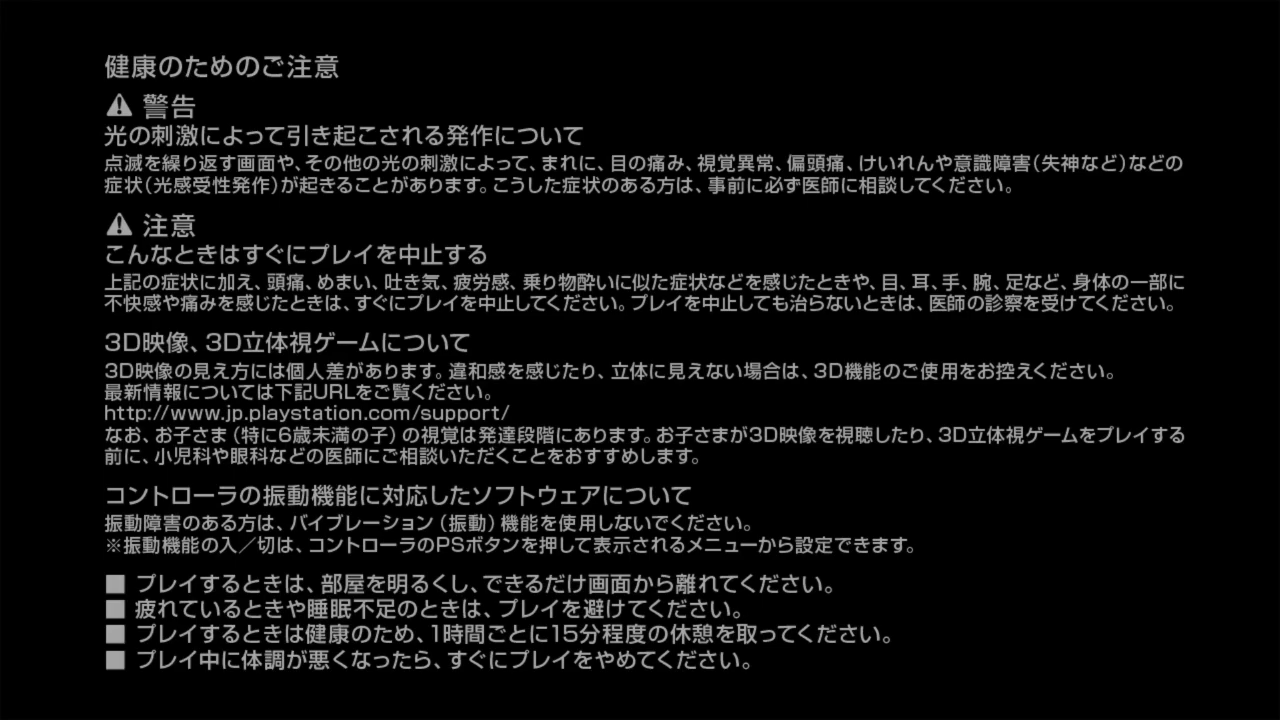 健康のためのご注意
警告
光の刺激によって引き起こされる発作について
点滅を繰り返す画面や、その他の光の刺激によって、まれに、目の痛み、視覚異常、偏頭痛、けいれんや意識障害(失神など)などの
症状(光感受性発作)が起きることがあります。こうした症状のある方は、事前に必ず医師に相談してください。
注意
こんなときはすぐにプレイを中止する
上記の症状に加え、頭痛、めまい、吐き気、疲労感、乗り物酔いに似た症状などを感じたときや、目、耳、手、腕、足など、身体の一部に
不快感や痛みを感じたときは、すぐにプレイを中止してください。プレイを中止しても治らないときは、医師の診察を受けてください。
3D映像、3D立体視ゲームについて
3D映像の見え方には個人差があります。違和感を感じたり、立体に見えない場合は、3D機能のご使用をお控えください。
最新情報については下記URLをご覧ください。
http://www.jp.playstation.com/support/
なお、お子さま(特に6歳未満の子)の視覚は発達段階にあります。お子さまが3D映像を視聴したり、3D立体視ゲームをプレイする
前に、小児科や眼科などの医師にご相談いただくことをおすすめします。
コントローラの振動機能に対応したソフトウェアについて
振動障害のある方は、バイブレーション(振動)機能を使用しないでください。
※振動機能の入/切は、コントローラのPSボタンを押して表示されるメニューから設定できます。
■ プレイするときは、部屋を明るくし、できるだけ画面から離れてください。
■ 疲れているときや睡眠不足のときは、プレイを避けてください。
■ プレイするときは健康のため、1時間ごとに15分程度の休憩を取ってください。
■ プレイ中に体調が悪くなったら、すぐにプレイをやめてください。